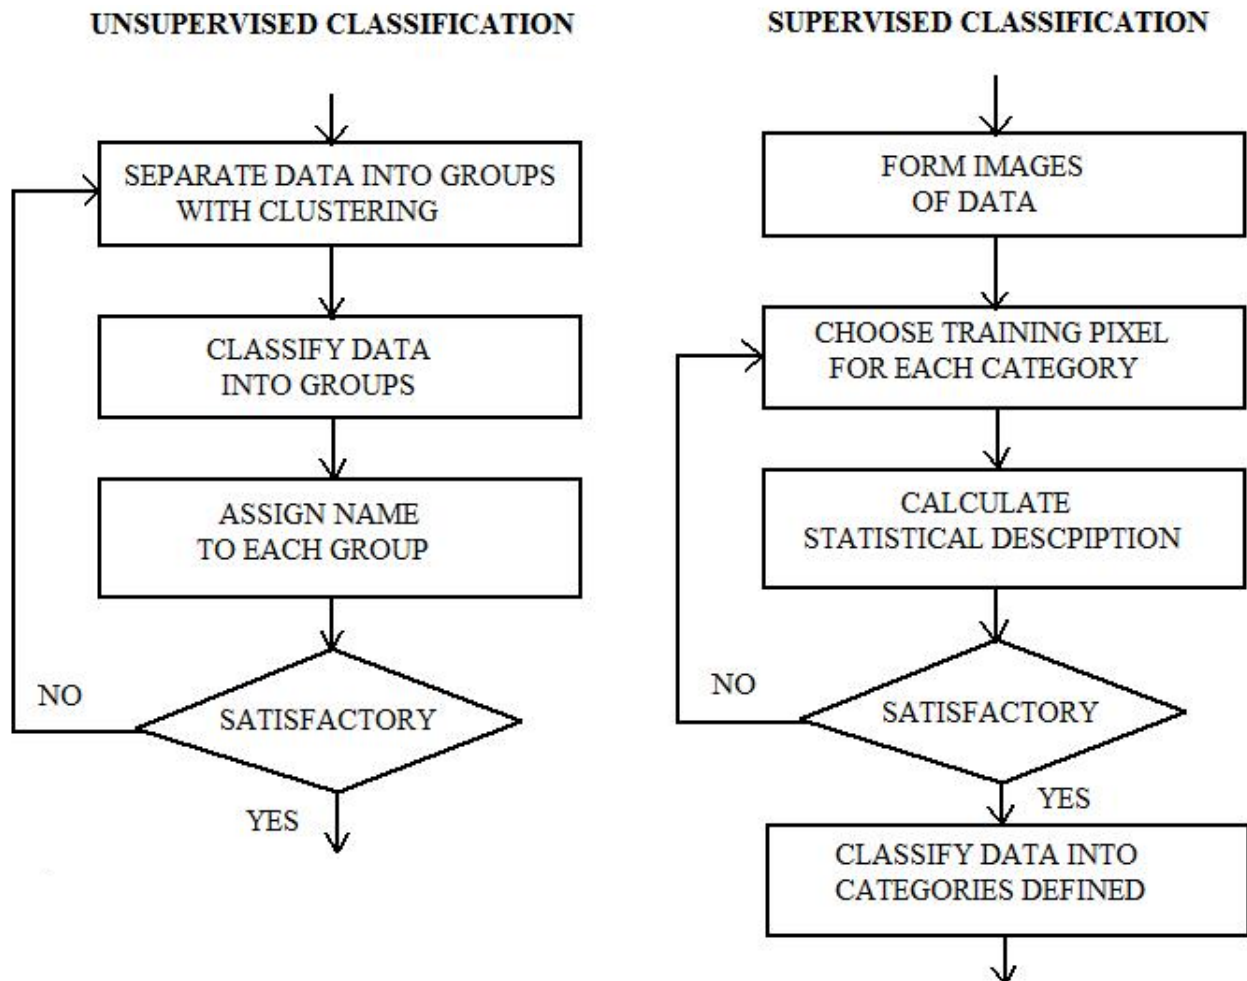 UNSUPERVISED CLASSIFICATION
SEPARATE DATA INTO GROUPS
WITH CLUSTERING
CLASSIFY DATA
INTO GROUPS
ASSIGN NAME
TO EACH GROUP
SATISFACTORY
NO
YES
SUPERVISED CLASSIFICATION
FORM IMAGES
OF DATA
CHOOSE TRAINING PIXEL
FOR EACH CATEGORY
CALCULATE
STATISTICAL DESCPIPTION
SATISFACTORY
NO
YES
CLASSIFY DATA INTO
CATEGORIES DEFINED